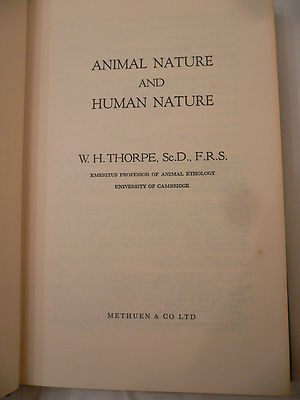 ANIMAL NATURE
AND
HUMAN NATURE
W. H. THORPE, Sc.D., F.R.S.
EMERITUS PROFESSOR OF ANIMAL ETHOLOGY
UNIVERSITY OF CAMBRIDGE
METHUEN & CO LTD